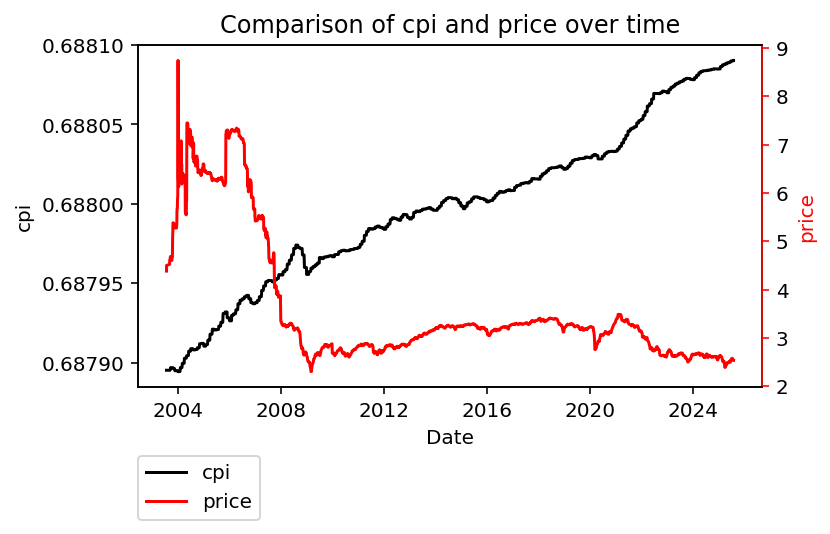 Comparison of cpi and price over time
0.68810
0.68805
0.68800
0.68795
0.68790
cpi
9
8
7
6
5
4
3
2
price
2004 2008 2012 2016 2020 2024
Date
cpi
price